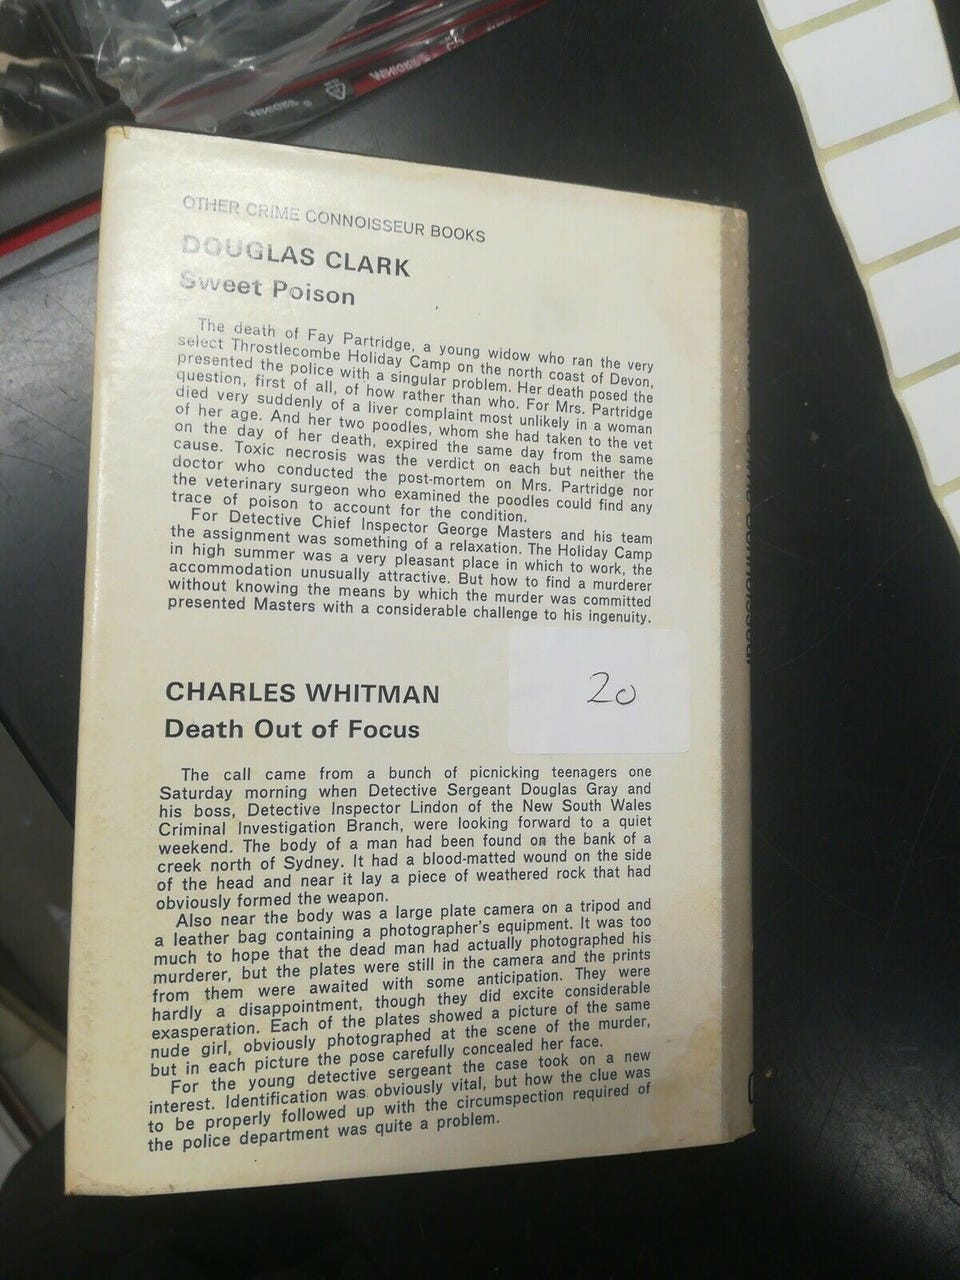 WINGRIP
WINGRIP ®
OTHER CRIME CONNOISSEUR BOOKS
DOUGLAS CLARK
Sweet Poison
The death of Fay Partridge, a young widow who ran the very
select Throstlecombe Holiday Camp on the north coast of Devon,
presented the police with a singular problem. Her death posed the
question, first of all, of how rather than who. For Mrs. Partridge
died very suddenly of a liver complaint most unlikely in a woman
of her age. And her two poodles, whom she had taken to the vet
on the day of her death, expired the same day from the same
cause. Toxic necrosis was the verdict on each but neither the
doctor who conducted the post-mortem on Mrs. Partridge nor
the veterinary surgeon who examined the poodles could find any
trace of poison to account for the condition.
For Detective Chief Inspector George Masters and his team
the assignment was something of a relaxation. The Holiday Camp
in high summer was a very pleasant place in which to work, the
accommodation unusually attractive. But how to find a murderer
without knowing the means by which the murder was committed
presented Masters with a considerable challenge to his ingenuity.
20
CHARLES WHITMAN
Death Out of Focus
The call came from a bunch of picnicking teenagers one
Saturday morning when Detective Sergeant Douglas Gray and
his boss, Detective Inspector Lindon of the New South Wales
Criminal Investigation Branch, were looking forward to a quiet
weekend. The body of a man had been found on the bank of a
creek north of Sydney. It had a blood-matted wound on the side
of the head and near it lay a piece of weathered rock that had
obviously formed the weapon.
Also near the body was a large plate camera on a tripod and
a leather bag containing a photographer's equipment. It was too
much to hope that the dead man had actually photographed his
murderer, but the plates were still in the camera and the prints
from them were awaited with some anticipation. They were
hardly a disappointment, though they did excite considerable
exasperation. Each of the plates showed a picture of the same
nude girl, obviously photographed at the scene of the murder,
but in each picture the pose carefully concealed her face.
For the young detective sergeant the case took on a new
interest. Identification was obviously vital, but how the clue was
to be properly followed up with the circumspection required of
the police department was quite a problem.